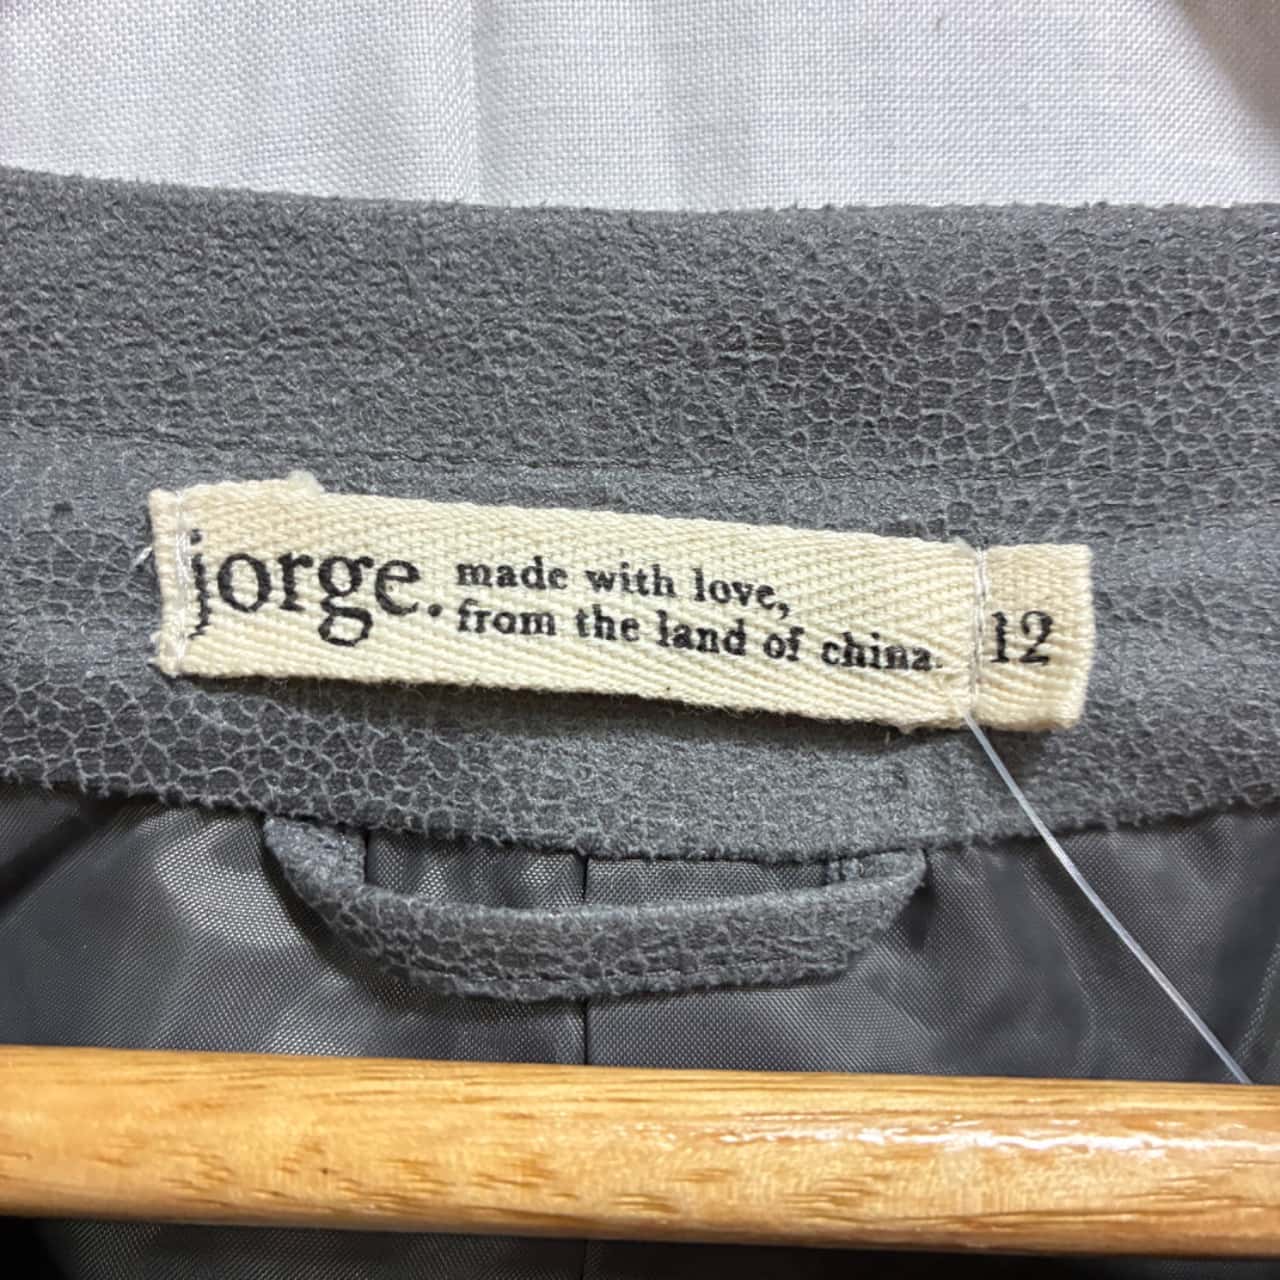 jorge.
made with love,
from the land of china.
12